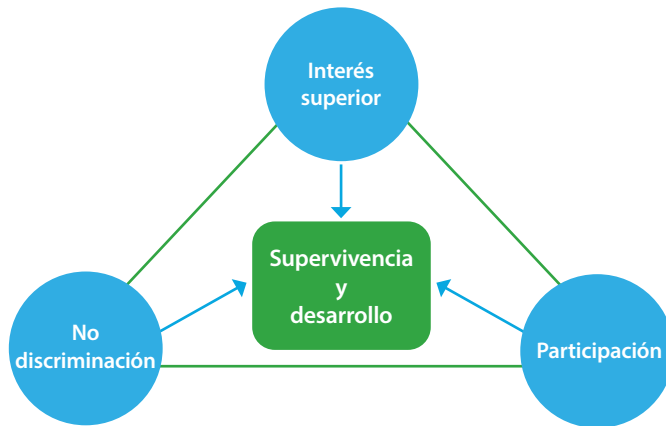 Interés
superior
Supervivencia
y
desarrollo
No
discriminación
Participación